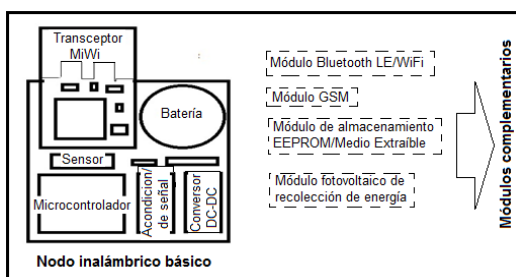 Transceptor
MiWi
Batería
Sensor
Microcontrolador
Acondicion/
de señal
Conversor
DC-DC
Nodo inalámbrico básico
Módulo Bluetooth LE/WiFi
Módulo GSM
Módulo de almacenamiento
EEPROM/Medio Extraíble
Módulo fotovoltaico de
recolección de energía
Módulos complementarios